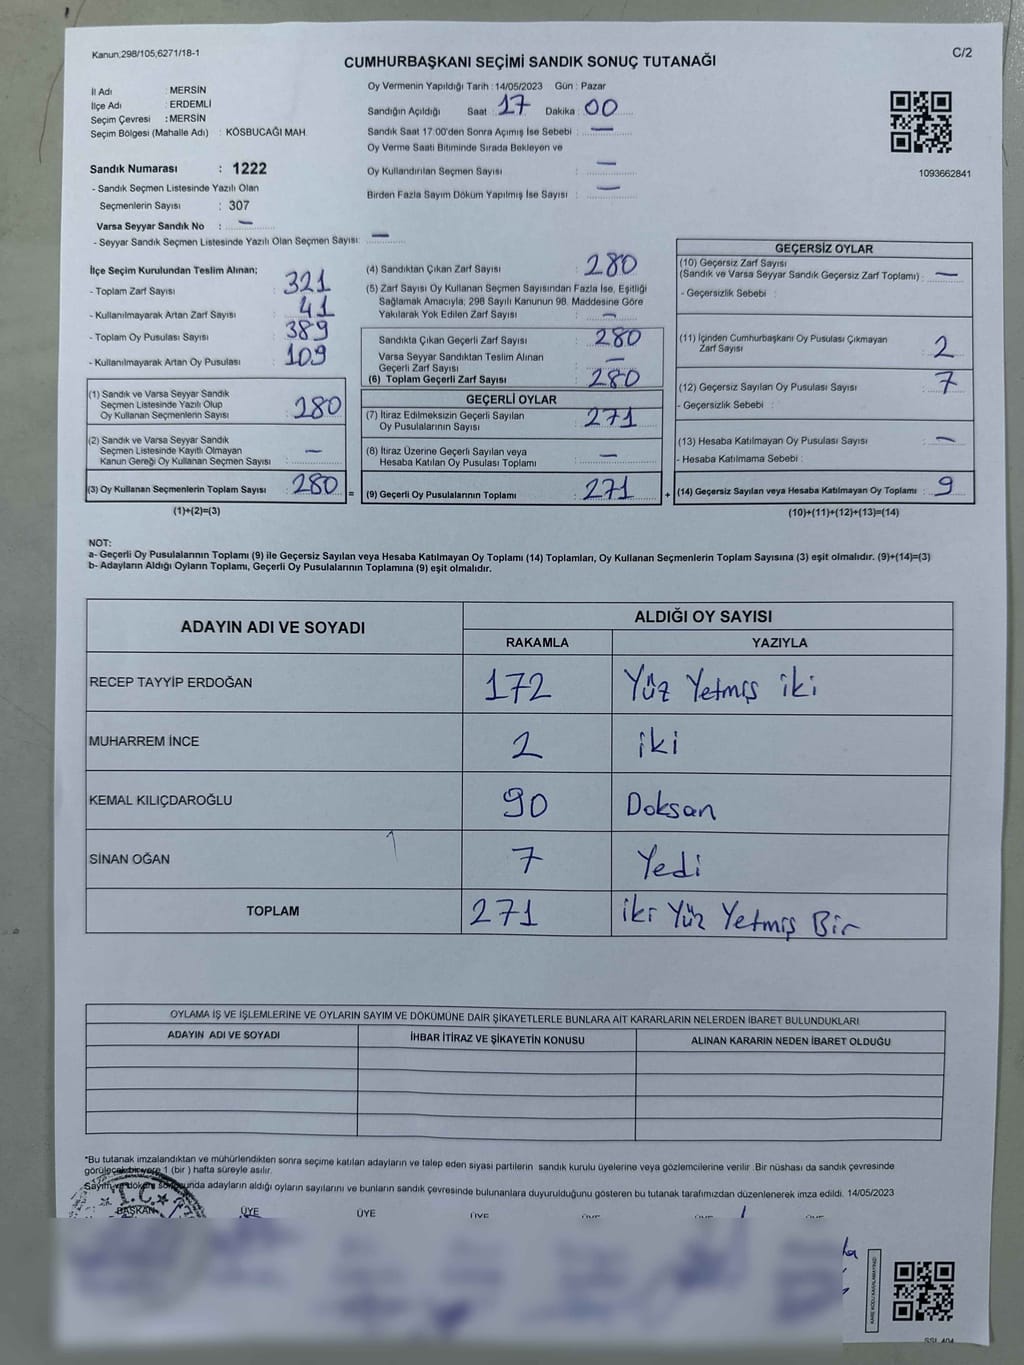 Kanun:298/105,6271/18-1
C/2
CUMHURBAŞKANI SEÇİMİ SANDIK SONUÇ TUTANAĞI
İl Adı : MERSİN
İlçe Adı : ERDEMLİ
Seçim Çevresi : MERSİN
Seçim Bölgesi (Mahalle Adı) : KÖSBUCAĞI MAH.
Sandık Numarası : 1222
- Sandık Seçmen Listesinde Yazılı Olan
Seçmenlerin Sayısı : 307
Varsa Seyyar Sandık No : —
- Seyyar Sandık Seçmen Listesinde Yazılı Olan Seçmen Sayısı: —
Oy Vermenin Yapıldığı Tarih : 14/05/2023 Gün : Pazar
Sandığın Açıldığı Saat 17 Dakika : 00
Sandık Saat 17:00'den Sonra Açımış İse Sebebi : —
Oy Verme Saati Bitiminde Sırada Bekleyen ve
Oy Kullandırılan Seçmen Sayısı : —
Birden Fazla Sayım Döküm Yapılmış İse Sayısı : —
1093662841
İlçe Seçim Kurulundan Teslim Alınan;
- Toplam Zarf Sayısı : 321
- Kullanılmayarak Artan Zarf Sayısı : 41
- Toplam Oy Pusulası Sayısı : 389
- Kullanılmayarak Artan Oy Pusulası : 109
(1) Sandık ve Varsa Seyyar Sandık
Seçmen Listesinde Yazılı Olup
Oy Kullanan Seçmenlerin Sayısı : 280
(2) Sandık ve Varsa Seyyar Sandık
Seçmen Listesinde Kayıtlı Olmayan
Kanun Gereği Oy Kullanan Seçmen Sayısı : —
(3) Oy Kullanan Seçmenlerin Toplam Sayısı : 280 =
(1)+(2)=(3)
(4) Sandıktan Çıkan Zarf Sayısı : 280
(5) Zarf Sayısı Oy Kullanan Seçmen Sayısından Fazla İse, Eşitliği
Sağlamak Amacıyla; 298 Sayılı Kanunun 98. Maddesine Göre
Yakılarak Yok Edilen Zarf Sayısı : —
Sandıkta Çıkan Geçerli Zarf Sayısı : 280
Varsa Seyyar Sandıktan Teslim Alınan
Geçerli Zarf Sayısı : —
(6) Toplam Geçerli Zarf Sayısı : 280
GEÇERLİ OYLAR
(7) İtiraz Edilmeksizin Geçerli Sayılan
Oy Pusulalarının Sayısı : 271
(8) İtiraz Üzerine Geçerli Sayılan veya
Hesaba Katılan Oy Pusulası Toplamı : —
(9) Geçerli Oy Pusulalarının Toplamı : 271 +
GEÇERSİZ OYLAR
(10) Geçersiz Zarf Sayısı
(Sandık ve Varsa Seyyar Sandık Geçersiz Zarf Toplamı) : —
- Geçersizlik Sebebi :
(11) İçinden Cumhurbaşkanı Oy Pusulası Çıkmayan
Zarf Sayısı : 2
(12) Geçersiz Sayılan Oy Pusulası Sayısı : 7
- Geçersizlik Sebebi :
(13) Hesaba Katılmayan Oy Pusulası Sayısı : —
- Hesaba Katılmama Sebebi :
(14) Geçersiz Sayılan veya Hesaba Katılmayan Oy Toplamı : 9
(10)+(11)+(12)+(13)=(14)
NOT:
a- Geçerli Oy Pusulalarının Toplamı (9) ile Geçersiz Sayılan veya Hesaba Katılmayan Oy Toplamı (14) Toplamları, Oy Kullanan Seçmenlerin Toplam Sayısına (3) eşit olmalıdır. (9)+(14)=(3)
b- Adayların Aldığı Oyların Toplamı, Geçerli Oy Pusulalarının Toplamına (9) eşit olmalıdır.
ADAYIN ADI VE SOYADI
ALDIĞI OY SAYISI
RAKAMLA YAZIYLA
RECEP TAYYİP ERDOĞAN 172 Yüz Yetmiş iki
MUHARREM İNCE 2 iki
KEMAL KILIÇDAROĞLU 90 Doksan
SİNAN OĞAN 7 Yedi
TOPLAM 271 iki Yüz Yetmiş Bir
OYLAMA İŞ VE İŞLEMLERİNE VE OYLARIN SAYIM VE DÖKÜMÜNE DAİR ŞİKAYETLERLE BUNLARA AİT KARARLARIN NELERDEN İBARET BULUNDUKLARI
ADAYIN ADI VE SOYADI İHBAR İTİRAZ VE ŞİKAYETİN KONUSU ALINAN KARARIN NEDEN İBARET OLDUĞU
*Bu tutanak imzalandıktan ve mühürlendikten sonra seçime katılan adayların ve talep eden siyasi partilerin sandık kurulu üyelerine veya gözlemcilerine verilir .Bir nüshası da sandık çevresinde
görülecek bir yere 1 (bir ) hafta süreyle asılır.
Sayım ve döküm sonucunda adayların aldığı oyların sayılarını ve bunların sandık çevresinde bulunanlara duyurulduğunu gösteren bu tutanak tarafımızdan düzenlenerek imza edildi. 14/05/2023
T.C.
BAŞKAN ÜYE ÜYE ÜYE